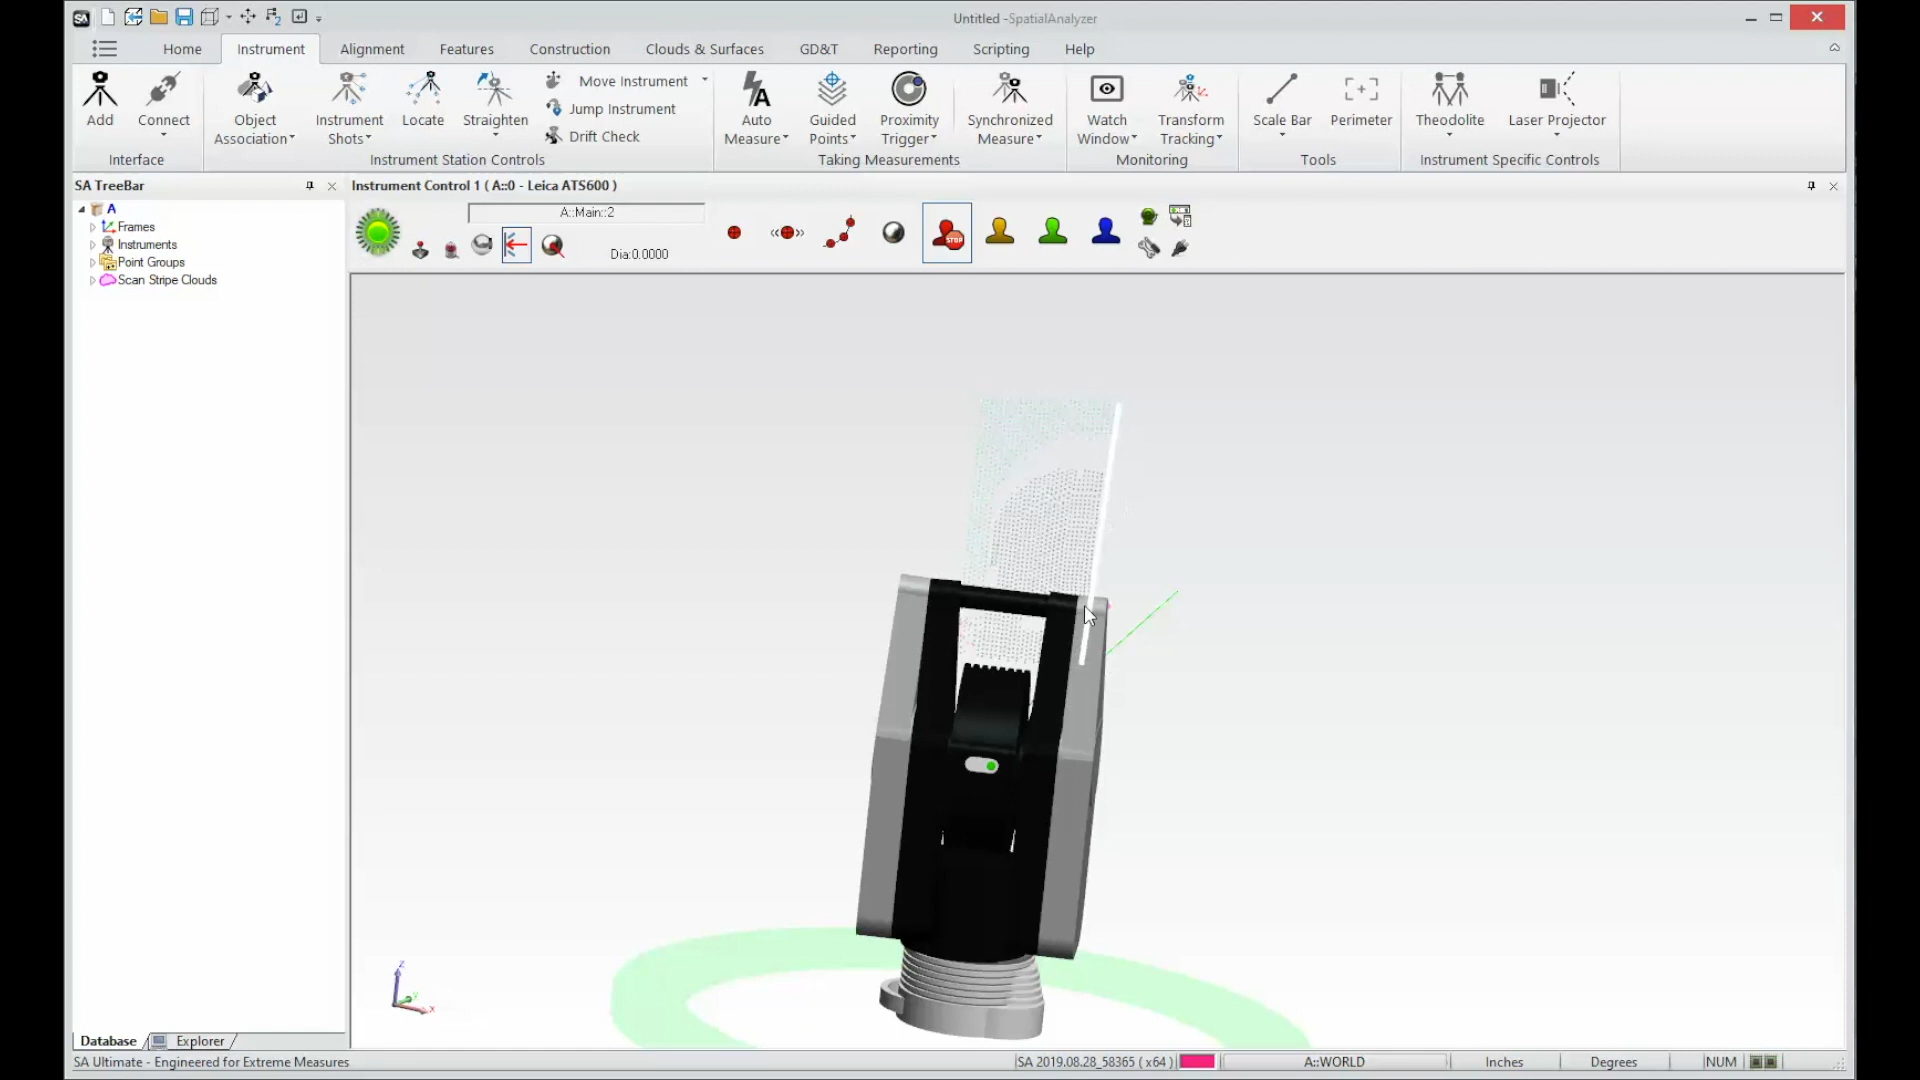 SA
Untitled -SpatialAnalyzer
Home
Instrument
Alignment
Features
Construction
Clouds & Surfaces
GD&T
Reporting
Scripting
Help
Add
Connect
Interface
Object
Association
Instrument
Shots
Locate
Straighten
Move Instrument
Jump Instrument
Drift Check
Instrument Station Controls
Auto
Measure
Guided
Points
Proximity
Trigger
Synchronized
Measure
Taking Measurements
Watch
Window
Transform
Tracking
Monitoring
Scale Bar
Perimeter
Tools
Theodolite
Laser Projector
Instrument Specific Controls
SA TreeBar
Instrument Control 1 ( A::0 - Leica ATS600 )
A
Frames
Instruments
Point Groups
Scan Stripe Clouds
A::Main::2
Dia:0.0000
STOP
Z
Y
X
Database
Explorer
SA Ultimate - Engineered for Extreme Measures
SA 2019.08.28_58365 ( x64 )
A::WORLD
Inches
Degrees
NUM